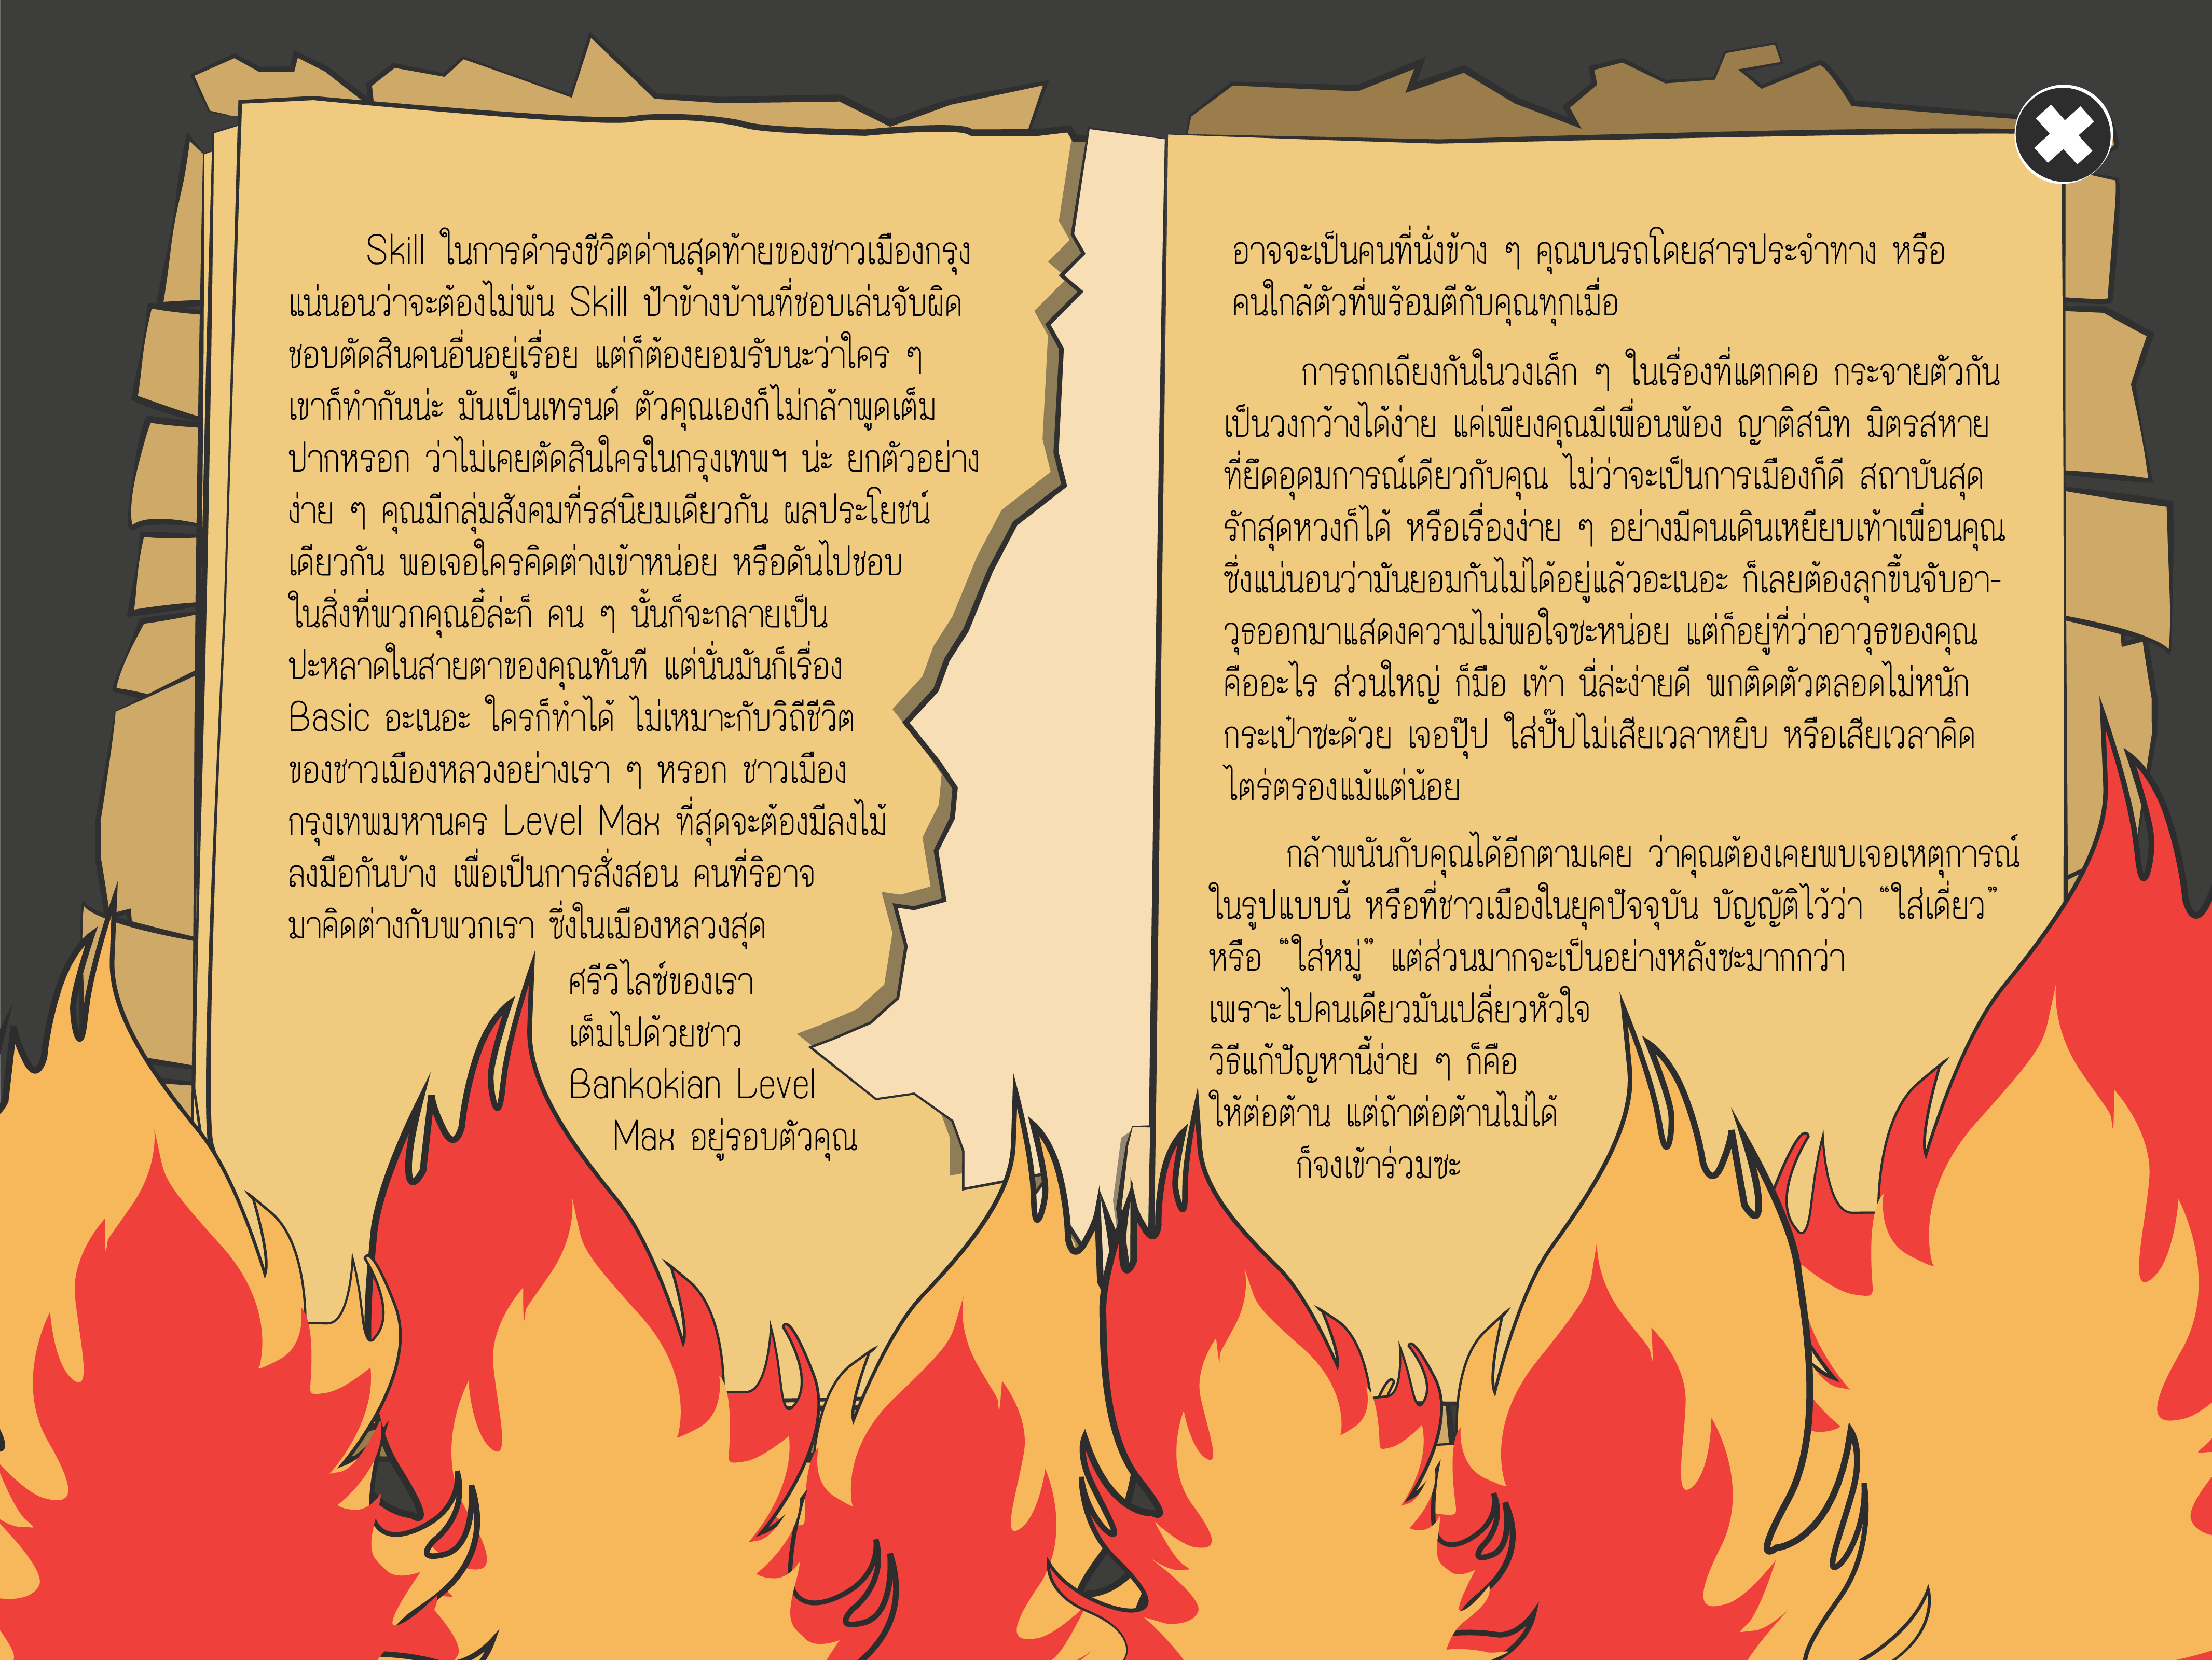 Skill ในการดำรงชีวิตด่านสุดท้ายของชาวเมืองกรุง
แน่นอนว่าจะต้องไม่พ้น Skill ป้าข้างบ้านที่ชอบเล่นจับผิด
ชอบตัดสินคนอื่นอยู่เรื่อย แต่ก็ต้องยอมรับนะว่าใคร ๆ
เขาก็ทำกันน่ะ มันเป็นเทรนด์ ตัวคุณเองก็ไม่กล้าพูดเต็ม
ปากหรอก ว่าไม่เคยตัดสินใครในกรุงเทพฯ น่ะ ยกตัวอย่าง
ง่าย ๆ คุณมีกลุ่มสังคมที่รสนิยมเดียวกัน ผลประโยชน์
เดียวกัน พอเจอใครคิดต่างเข้าหน่อย หรือดันไปชอบ
ในสิ่งที่พวกคุณอี๋ล่ะก็ คน ๆ นั้นก็จะกลายเป็น
ปะหลาดในสายตาของคุณทันที แต่นั่นมันก็เรื่อง
Basic อะเนอะ ใครก็ทำได้ ไม่เหมาะกับวิถีชีวิต
ของชาวเมืองหลวงอย่างเรา ๆ หรอก ชาวเมือง
กรุงเทพมหานคร Level Max ที่สุดจะต้องมีลงไม้
ลงมือกันบ้าง เพื่อเป็นการสั่งสอน คนที่ริอาจ
มาคิดต่างกับพวกเรา ซึ่งในเมืองหลวงสุด
ศรีวิไลซ์ของเรา
เต็มไปด้วยชาว
Bankokian Level
Max อยู่รอบตัวคุณ
อาจจะเป็นคนที่นั่งข้าง ๆ คุณบนรถโดยสารประจำทาง หรือ
คนใกล้ตัวที่พร้อมตีกับคุณทุกเมื่อ
การถกเถียงกันในวงเล็ก ๆ ในเรื่องที่แตกคอ กระจายตัวกัน
เป็นวงกว้างได้ง่าย แค่เพียงคุณมีเพื่อนพ้อง ญาติสนิท มิตรสหาย
ที่ยึดอุดมการณ์เดียวกับคุณ ไม่ว่าจะเป็นการเมืองก็ดี สถาบันสุด
รักสุดหวงก็ได้ หรือเรื่องง่าย ๆ อย่างมีคนเดินเหยียบเท้าเพื่อนคุณ
ซึ่งแน่นอนว่ามันยอมกันไม่ได้อยู่แล้วอะเนอะ ก็เลยต้องลุกขึ้นจับอา-
วุธออกมาแสดงความไม่พอใจซะหน่อย แต่ก็อยู่ที่ว่าอาวุธของคุณ
คืออะไร ส่วนใหญ่ ก็มือ เท้า นี่ล่ะง่ายดี พกติดตัวตลอดไม่หนัก
กระเป๋าซะด้วย เจอปุ๊ป ใส่ปั๊ปไม่เสียเวลาหยิบ หรือเสียเวลาคิด
ไตร่ตรองแม้แต่น้อย
กล้าพนันกับคุณได้อีกตามเคย ว่าคุณต้องเคยพบเจอเหตุการณ์
ในรูปแบบนี้ หรือที่ชาวเมืองในยุคปัจจุบัน บัญญัติไว้ว่า “ใส่เดี่ยว”
หรือ “ใส่หมู่” แต่ส่วนมากจะเป็นอย่างหลังซะมากกว่า
เพราะไปคนเดียวมันเปลี่ยวหัวใจ
วิธีแก้ปัญหานี้ง่าย ๆ ก็คือ
ให้ต่อต้าน แต่ถ้าต่อต้านไม่ได้
ก็จงเข้าร่วมซะ